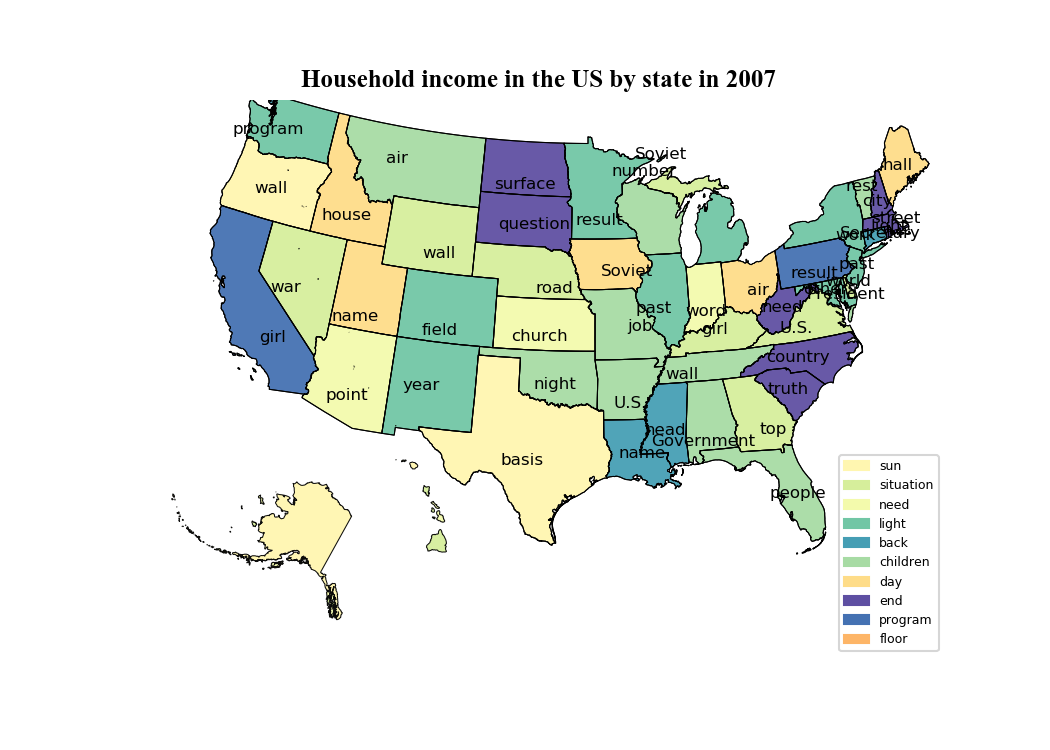 Household income in the US by state in 2007
program
air
Soviet
number
hall
wall
surface
rest
city
house
question
result
street
work
Secretary
wall
past
Soviet
result
world
war
road
air
President
name
past
word
need
field
church
job
girl
U.S.
girl
country
wall
year
night
truth
point
U.S.
head
top
Government
name
basis
people
sun
situation
need
light
back
children
day
end
program
floor